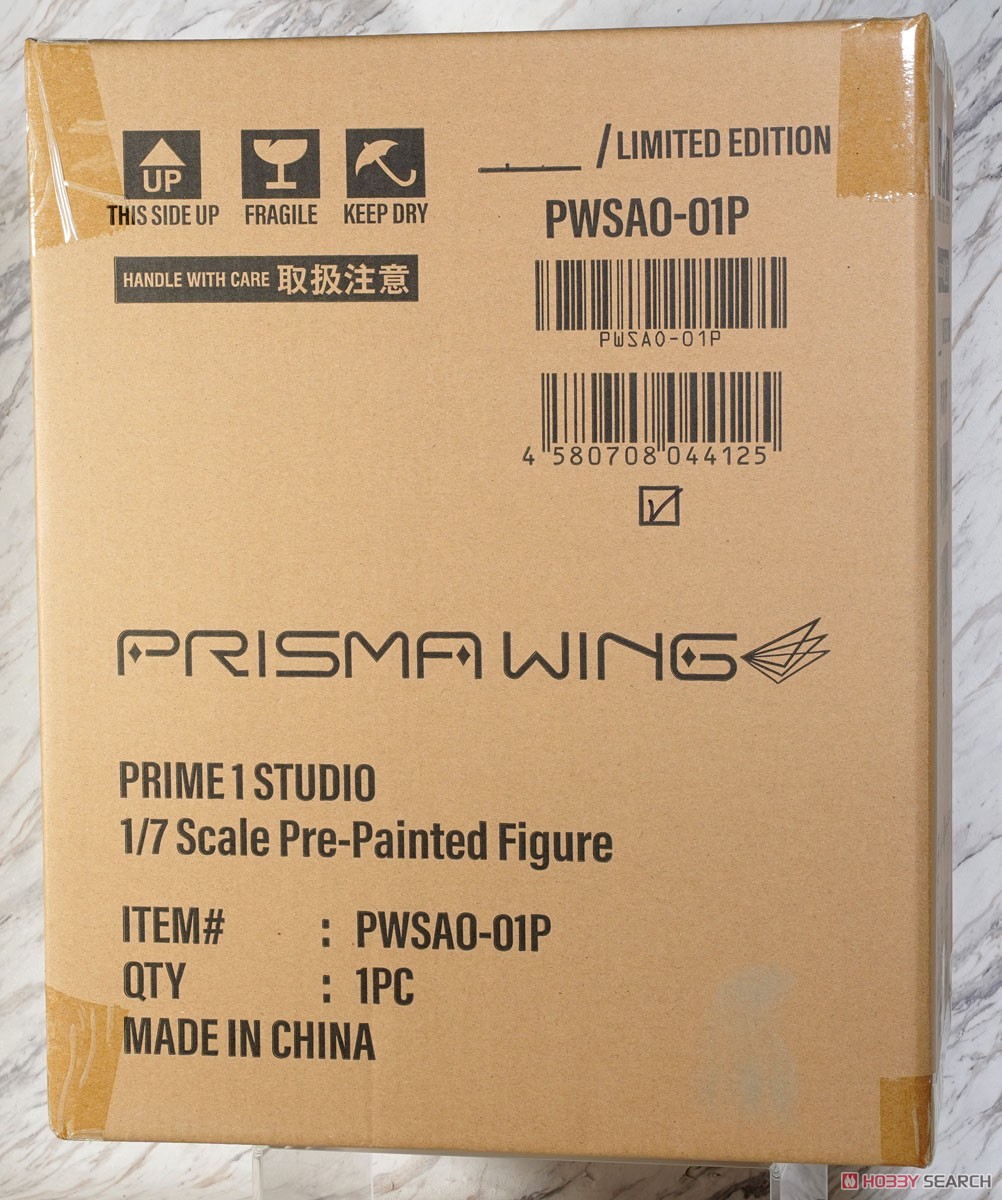 UP
THIS SIDE UP
FRAGILE
KEEP DRY
HANDLE WITH CARE 取扱注意
/LIMITED EDITION
PWSAO-01P
PWSAO-01P
4 580708 044125
PRISMA WING
PRIME 1 STUDIO
1/7 Scale Pre-Painted Figure
ITEM# : PWSAO-01P
QTY : 1PC
MADE IN CHINA
HOBBY SEARCH